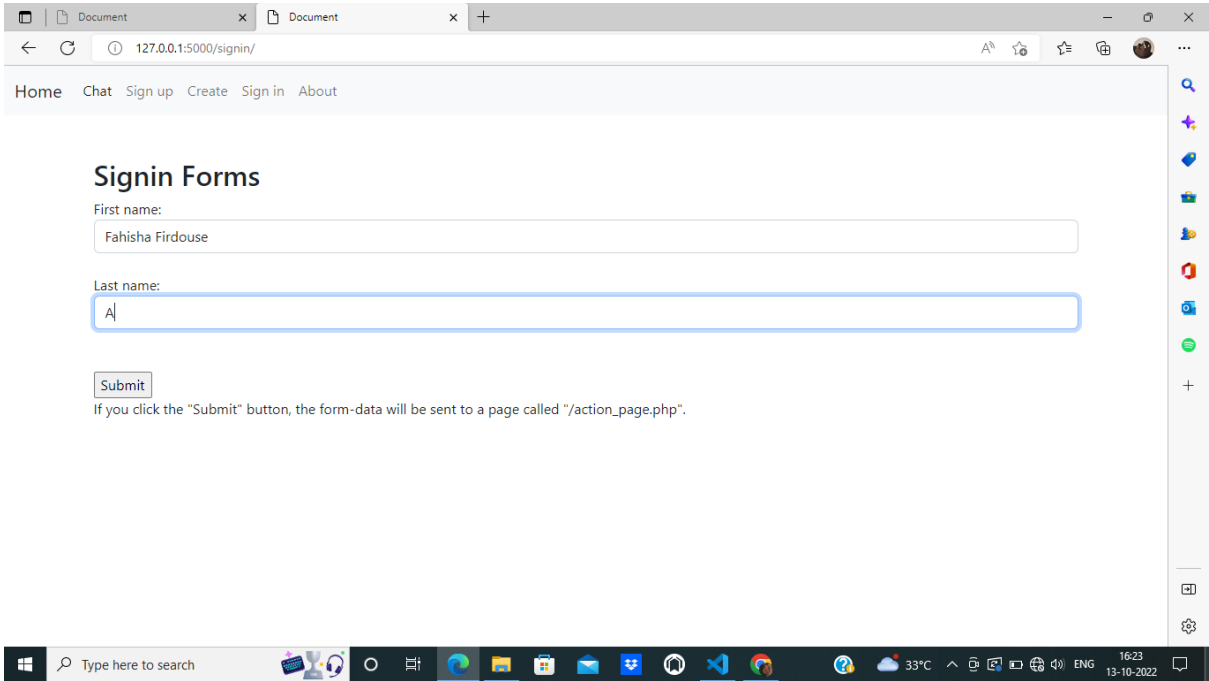 Document Document
127.0.0.1:5000/signin/
Home Chat Sign up Create Sign in About
Signin Forms
First name:
Fahisha Firdouse
Last name:
A
Submit
If you click the "Submit" button, the form-data will be sent to a page called "/action_page.php".
Type here to search 33°C ENG 16:23
13-10-2022